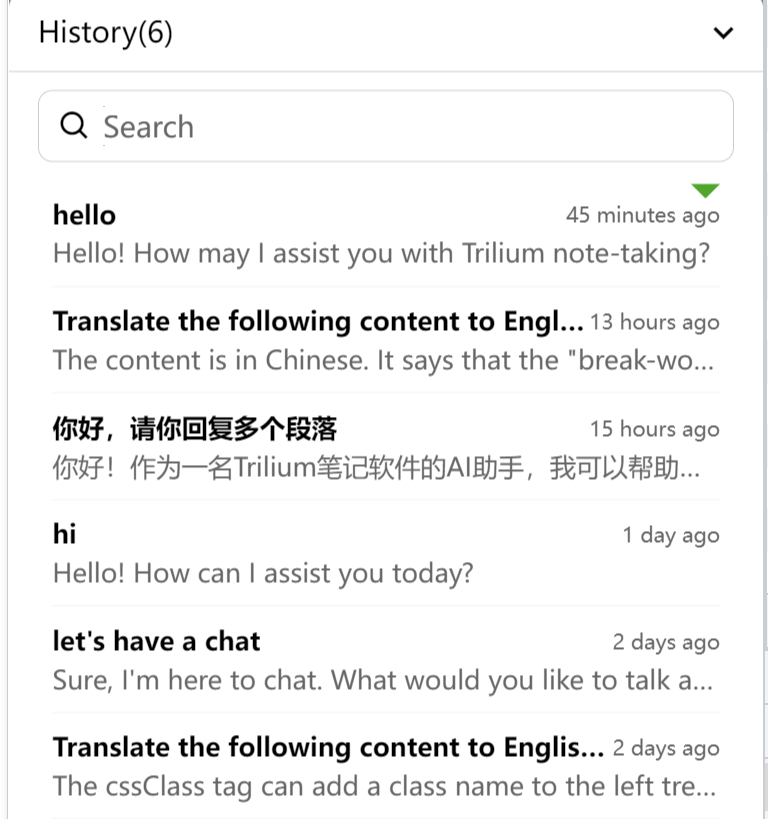 History(6)
Search
hello 45 minutes ago
Hello! How may I assist you with Trilium note-taking?
Translate the following content to Engl... 13 hours ago
The content is in Chinese. It says that the "break-wo...
你好，请你回复多个段落 15 hours ago
你好！作为一名Trilium笔记软件的AI助手，我可以帮助...
hi 1 day ago
Hello! How can I assist you today?
let's have a chat 2 days ago
Sure, I'm here to chat. What would you like to talk a...
Translate the following content to Englis... 2 days ago
The cssClass tag can add a class name to the left tre...